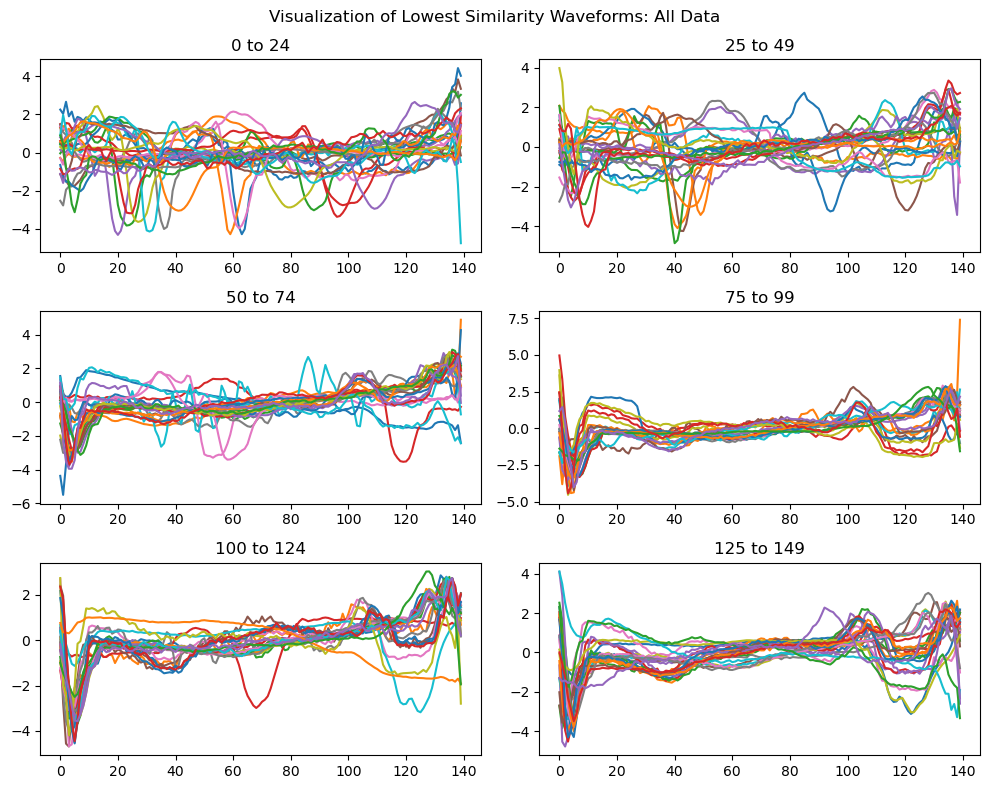 Visualization of Lowest Similarity Waveforms: All Data
0 to 24
4
2
0
−2
−4
0 20 40 60 80 100 120 140
25 to 49
4
2
0
−2
−4
0 20 40 60 80 100 120 140
50 to 74
4
2
0
−2
−4
−6
0 20 40 60 80 100 120 140
75 to 99
7.5
5.0
2.5
0.0
−2.5
−5.0
0 20 40 60 80 100 120 140
100 to 124
2
0
−2
−4
0 20 40 60 80 100 120 140
125 to 149
4
2
0
−2
−4
0 20 40 60 80 100 120 140